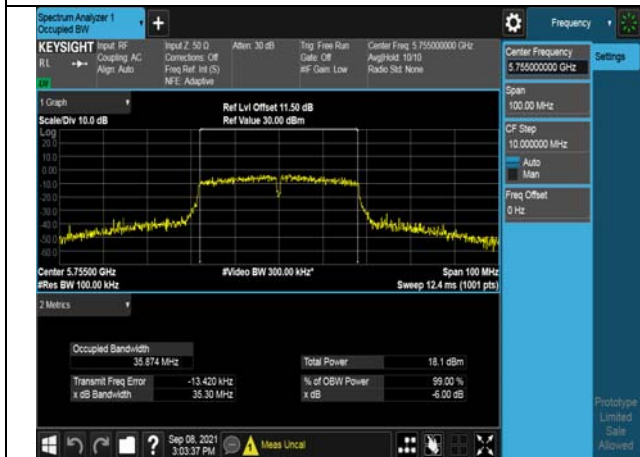 Spectrum Analyzer 1
Occupied BW
+
Frequency
KEYSIGHT
RL
Input: RF
Coupling: AC
Align: Auto
Input Z: 50 Ω
Corrections: Off
Freq Ref: Int (S)
NFE: Adaptive
Atten: 30 dB
Trig: Free Run
Gate: Off
#IF Gain: Low
Center Freq: 5.755000000 GHz
Avg|Hold: 10/10
Radio Std: None
Center Frequency
5.755000000 GHz
Settings
Span
100.00 MHz
CF Step
10.000000 MHz
Auto
Man
Freq Offset
0 Hz
1 Graph
Scale/Div 10.0 dB
Ref Lvl Offset 11.50 dB
Ref Value 30.00 dBm
Log
20.0
10.0
0.00
-10.0
-20.0
-30.0
-40.0
-50.0
-60.0
Center 5.75500 GHz
#Res BW 100.00 kHz
#Video BW 300.00 kHz*
Span 100 MHz
Sweep 12.4 ms (1001 pts)
2 Metrics
Occupied Bandwidth
35.874 MHz
Total Power 18.1 dBm
Transmit Freq Error -13.420 kHz
% of OBW Power 99.00 %
x dB Bandwidth 35.30 MHz
x dB -6.00 dB
Prototype
Limited
Sale
Allowed
?
Sep 08, 2021
3:03:37 PM
Meas Uncal